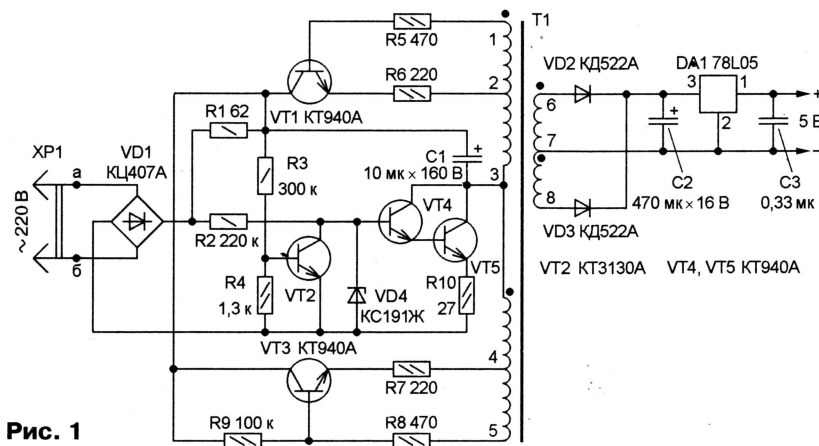 R5 470
T1
1
R6 220
2
VT1 КТ940А
VD2 КД522А
DA1 78L05
3
1
2
+
5 В
−
6
7
8
XP1
VD1
КЦ407А
R1 62
а
~220 В
б
R3
300 к
C1
10 мк × 160 В
+
3
VT4
R2 220 к
VT5
+
C2
470 мк × 16 В
C3
0,33 мк
VD3 КД522А
R4
1,3 к
VT2
VD4
КС191Ж
R10
27
VT2 КТ3130А
VT4, VT5 КТ940А
VT3 КТ940А
R7 220
4
R9 100 к
R8 470
5
Рис. 1